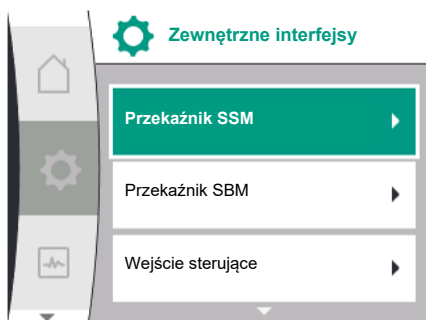 Zewnętrzne interfejsy
Przekaźnik SSM
Przekaźnik SBM
Wejście sterujące